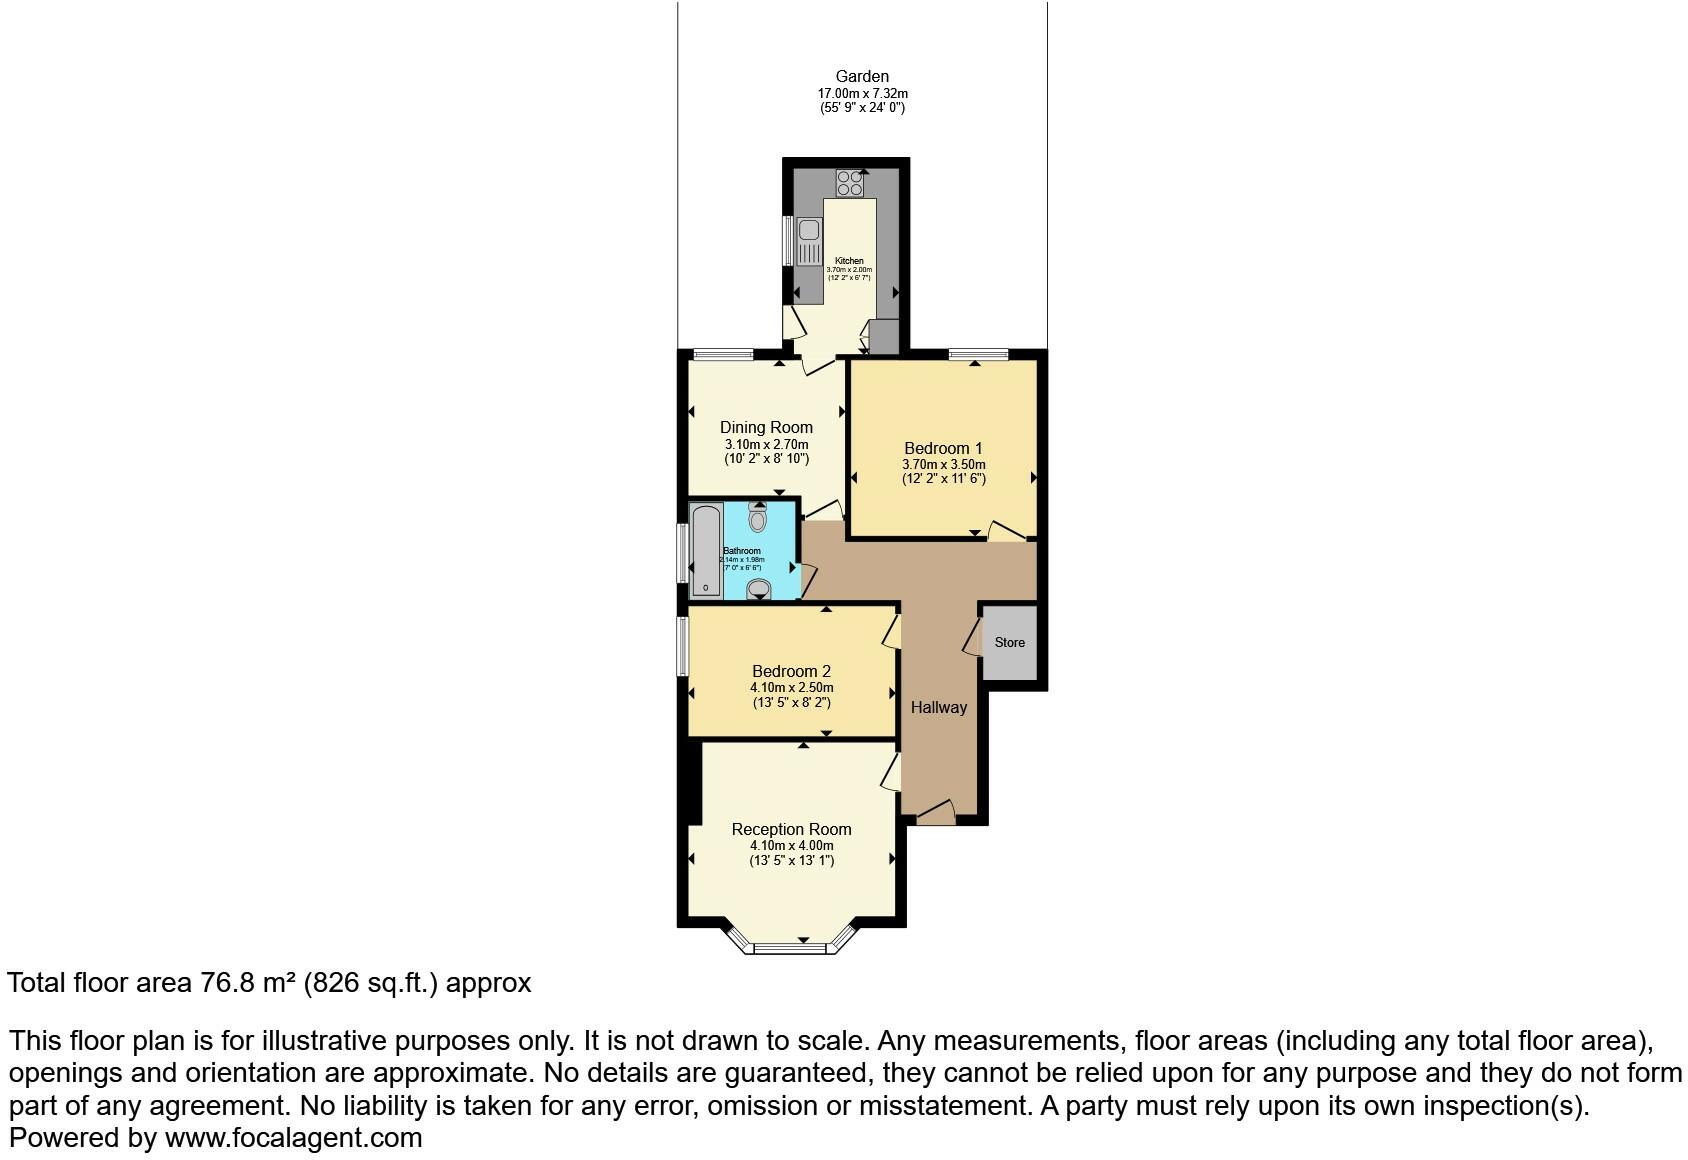 Garden
17.00m x 7.32m
(55' 9" x 24' 0")
Kitchen
3.70m x 2.00m
(12' 2" x 6' 7")
Dining Room
3.10m x 2.70m
(10' 2" x 8' 10")
Bedroom 1
3.70m x 3.50m
(12' 2" x 11' 6")
Bathroom
2.14m x 1.98m
(7' 0" x 6' 6")
Store
Bedroom 2
4.10m x 2.50m
(13' 5" x 8' 2")
Hallway
Reception Room
4.10m x 4.00m
(13' 5" x 13' 1")
Total floor area 76.8 m² (826 sq.ft.) approx
This floor plan is for illustrative purposes only. It is not drawn to scale. Any measurements, floor areas (including any total floor area),
openings and orientation are approximate. No details are guaranteed, they cannot be relied upon for any purpose and they do not form
part of any agreement. No liability is taken for any error, omission or misstatement. A party must rely upon its own inspection(s).
Powered by www.focalagent.com